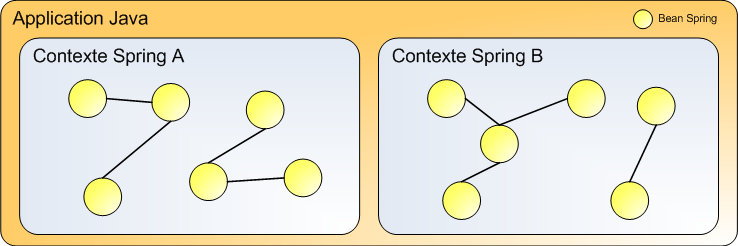 Application Java
Bean Spring
Contexte Spring A
Contexte Spring B